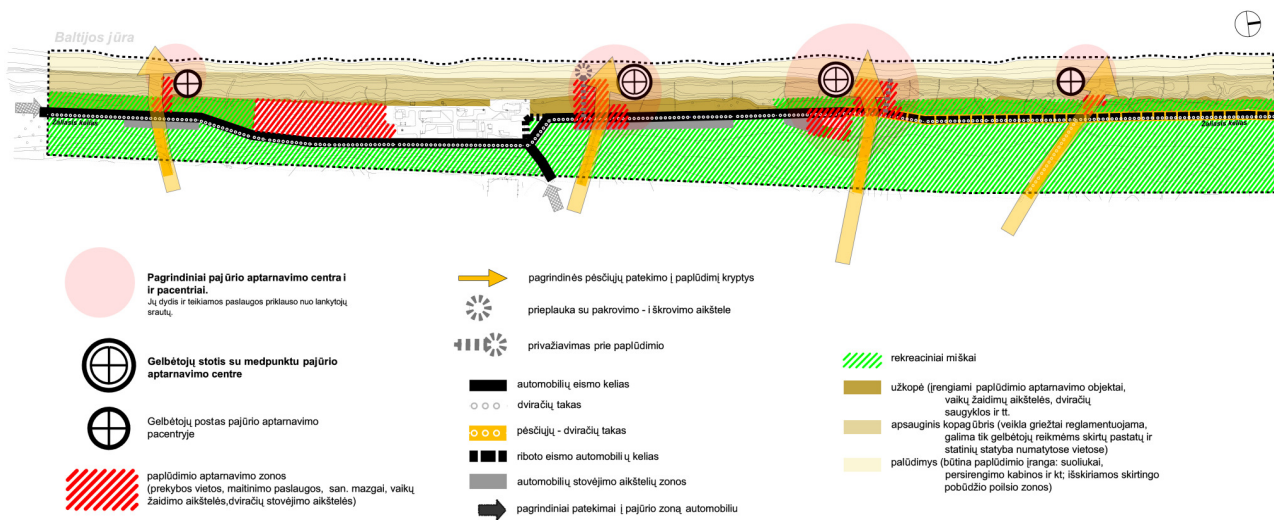 Baltijos jūra
Žaliasis kelias
Žaliasis kelias
Pagrindiniai pajūrio aptarnavimo centra i
ir pacentriai.
Jų dydis ir teikiamos paslaugos priklauso nuo lankytojų
srautų.
Gelbėtojų stotis su medpunktu pajūrio
aptarnavimo centre
Gelbėtojų postas pajūrio aptarnavimo
pacentryje
paplūdimio aptarnavimo zonos
(prekybos vietos, maitinimo paslaugos, san. mazgai, vaikų
žaidimo aikštelės,dviračių stovėjimo aikštelės)
pagrindinės pėsčiųjų patekimo į paplūdimį kryptys
prieplauka su pakrovimo - i škrovimo aikštele
privažiavimas prie paplūdimio
automobilių eismo kelias
dviračių takas
pėsčiųjų - dviračių takas
riboto eismo automobilių kelias
automobilių stovėjimo aikštelių zonos
pagrindiniai patekimai į pajūrio zoną automobiliu
rekreaciniai miškai
užkopė (įrengiami paplūdimio aptarnavimo objektai,
vaikų žaidimų aikštelės, dviračių
saugyklos ir tt.
apsauginis kopagūbris (veikla griežtai reglamentuojama,
galima tik gelbėtojų reikmėms skirtų pastatų ir
statinių statyba numatytose vietose)
palūdimys (būtina paplūdimio įranga: suoliukai,
persirengimo kabinos ir kt; išskiriamos skirtingo
pobūdžio poilsio zonos)